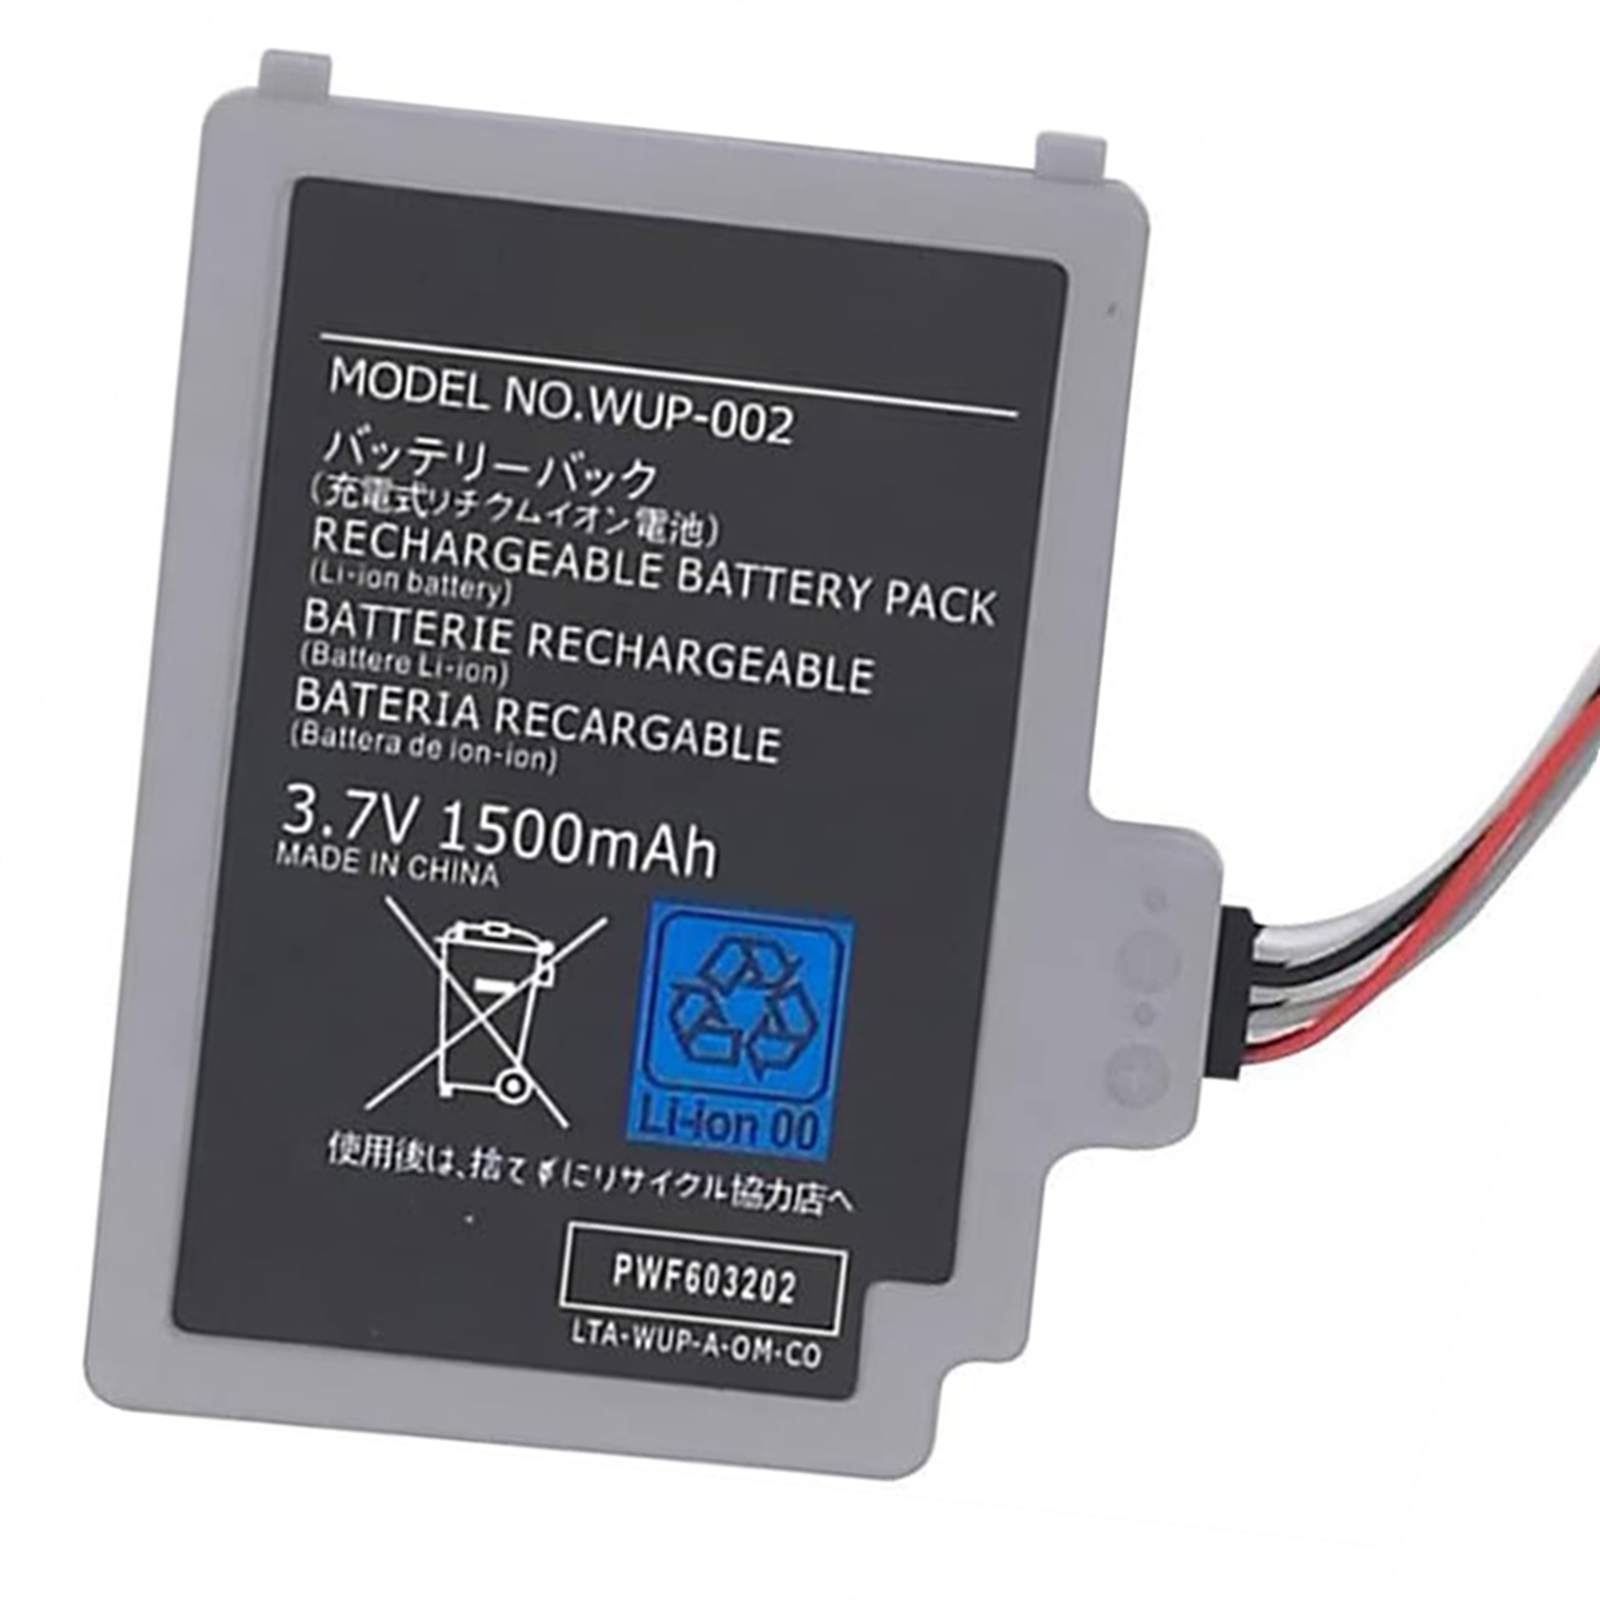 MODEL NO.WUP-002
バッテリーバック
(充電式リチクムイオン電池)
RECHARGEABLE BATTERY PACK
(Li-ion battery)
BATTERIE RECHARGEABLE
(Battere Li-ion)
BATERIA RECARGABLE
(Battera de ion-ion)
3.7V 1500mAh
MADE IN CHINA
Li-ion 00
使用後は、捨てずにリサイクル協力店へ
PWF603202
LTA-WUP-A-OM-CO